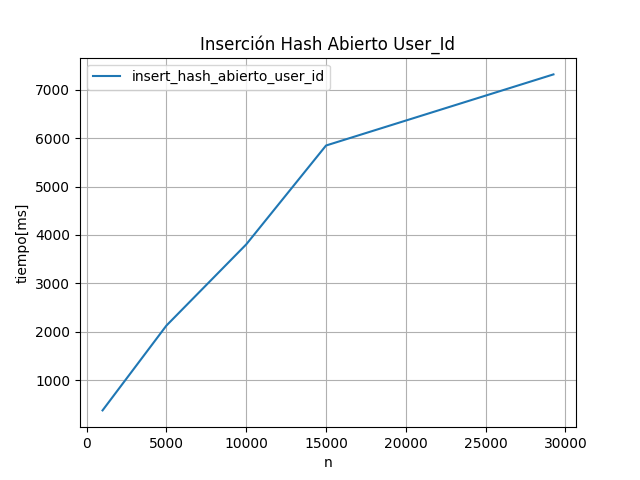 Inserción Hash Abierto User_Id
insert_hash_abierto_user_id
7000
6000
5000
4000
3000
2000
1000
tiempo[ms]
0 5000 10000 15000 20000 25000 30000
n